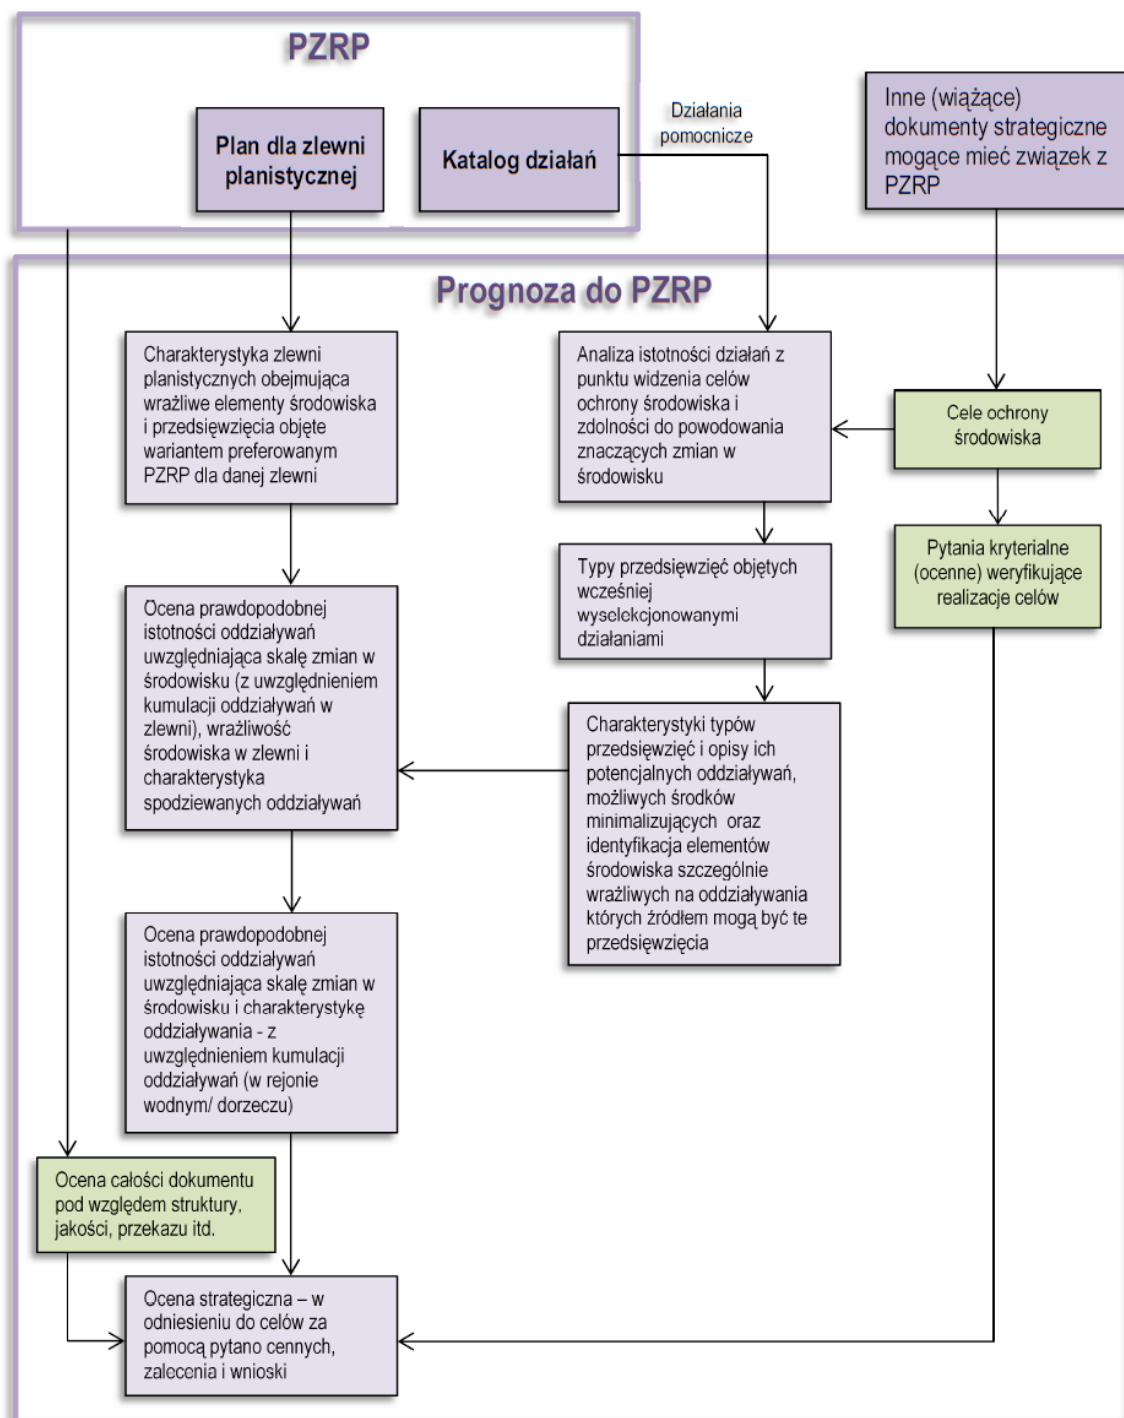 PZRP
Plan dla zlewni
planistycznej
Katalog działań
Działania
pomocnicze
Inne (wiążące)
dokumenty strategiczne
mogące mieć związek z
PZRP
Prognoza do PZRP
Charakterystyka zlewni
planistycznych obejmująca
wrażliwe elementy środowiska
i przedsięwzięcia objęte
wariantem preferowanym
PZRP dla danej zlewni
Analiza istotności działań z
punktu widzenia celów
ochrony środowiska i
zdolności do powodowania
znaczących zmian w
środowisku
Cele ochrony
środowiska
Pytania kryterialne
(ocenne) weryfikujące
realizacje celów
Typy przedsięwzięć objętych
wcześniej
wyselekcjonowanymi
działaniami
Ocena prawdopodobnej
istotności oddziaływań
uwzględniająca skalę zmian w
środowisku (z uwzględnieniem
kumulacji oddziaływań w
zlewni), wrażliwość
środowiska w zlewni i
charakterystyka
spodziewanych oddziaływań
Charakterystyki typów
przedsięwzięć i opisy ich
potencjalnych oddziaływań,
możliwych środków
minimalizujących oraz
identyfikacja elementów
środowiska szczególnie
wrażliwych na oddziaływania
których źródłem mogą być te
przedsięwzięcia
Ocena prawdopodobnej
istotności oddziaływań
uwzględniająca skalę zmian w
środowisku i charakterystykę
oddziaływania - z
uwzględnieniem kumulacji
oddziaływań (w rejonie
wodnym/ dorzeczu)
Ocena całości dokumentu
pod względem struktury,
jakości, przekazu itd.
Ocena strategiczna – w
odniesieniu do celów za
pomocą pytano cennych,
zalecenia i wnioski